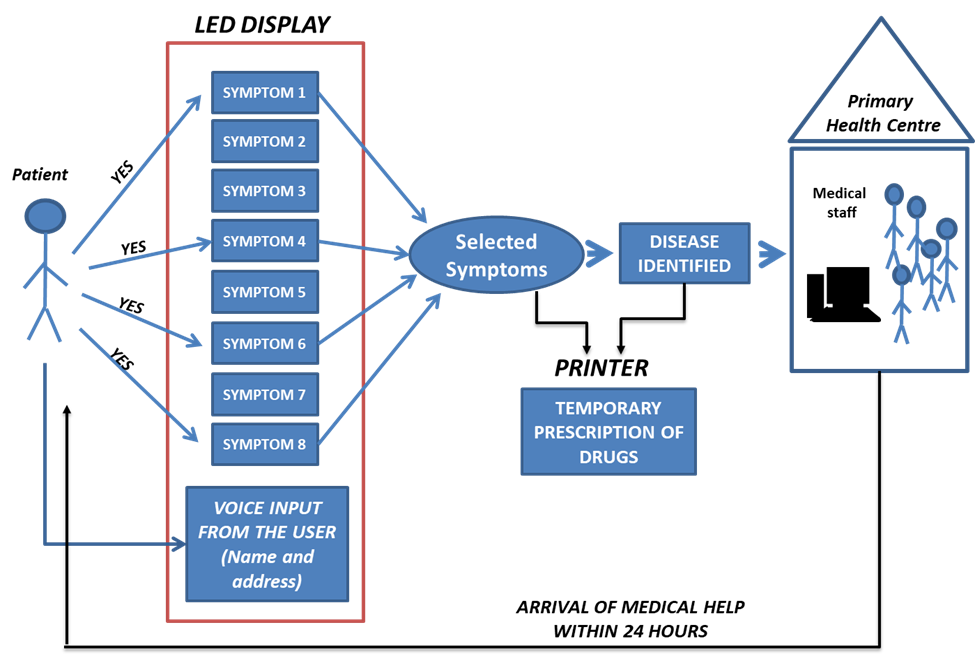 LED DISPLAY
Patient
YES
YES
YES
YES
SYMPTOM 1
SYMPTOM 2
SYMPTOM 3
SYMPTOM 4
SYMPTOM 5
SYMPTOM 6
SYMPTOM 7
SYMPTOM 8
VOICE INPUT
FROM THE USER
(Name and
address)
Selected
Symptoms
DISEASE
IDENTIFIED
PRINTER
TEMPORARY
PRESCRIPTION OF
DRUGS
Primary
Health Centre
Medical
staff
ARRIVAL OF MEDICAL HELP
WITHIN 24 HOURS